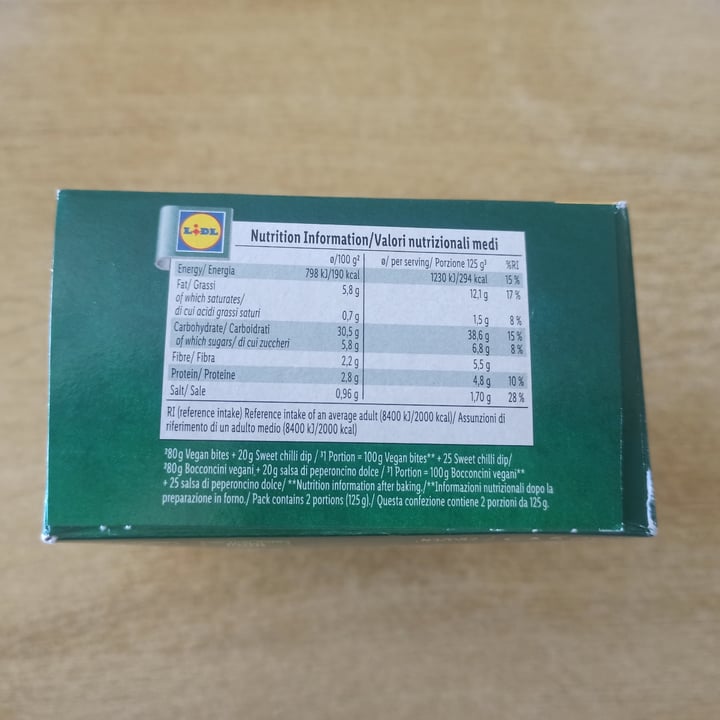 LiDL
Nutrition Information/Valori nutrizionali medi
ø/100 g² ø/ per serving/ Porzione 125 g³ %RI
Energy/ Energia 798 kJ/190 kcal 1230 kJ/294 kcal 15 %
Fat/ Grassi 5,8 g 12,1 g 17 %
of which saturates/
di cui acidi grassi saturi 0,7 g 1,5 g 8 %
Carbohydrate/ Carboidrati 30,5 g 38,6 g 15 %
of which sugars/ di cui zuccheri 5,8 g 6,8 g 8 %
Fibre/ Fibra 2,2 g 5,5 g
Protein/ Proteine 2,8 g 4,8 g 10 %
Salt/ Sale 0,96 g 1,70 g 28 %
RI (reference intake) Reference intake of an average adult (8400 kJ/2000 kcal)/ Assunzioni di
riferimento di un adulto medio (8400 kJ/2000 kcal)
²80g Vegan bites + 20g Sweet chilli dip / ³1 Portion = 100g Vegan bites** + 25 Sweet chilli dip/
²80g Bocconcini vegani + 20g salsa di peperoncino dolce / ³1 Portion = 100g Bocconcini vegani**
+ 25 salsa di peperoncino dolce/ **Nutrition information after baking./**Informazioni nutrizionali dopo la
preparazione in forno./ Pack contains 2 portions (125 g)./ Questa confezione contiene 2 porzioni da 125 g.